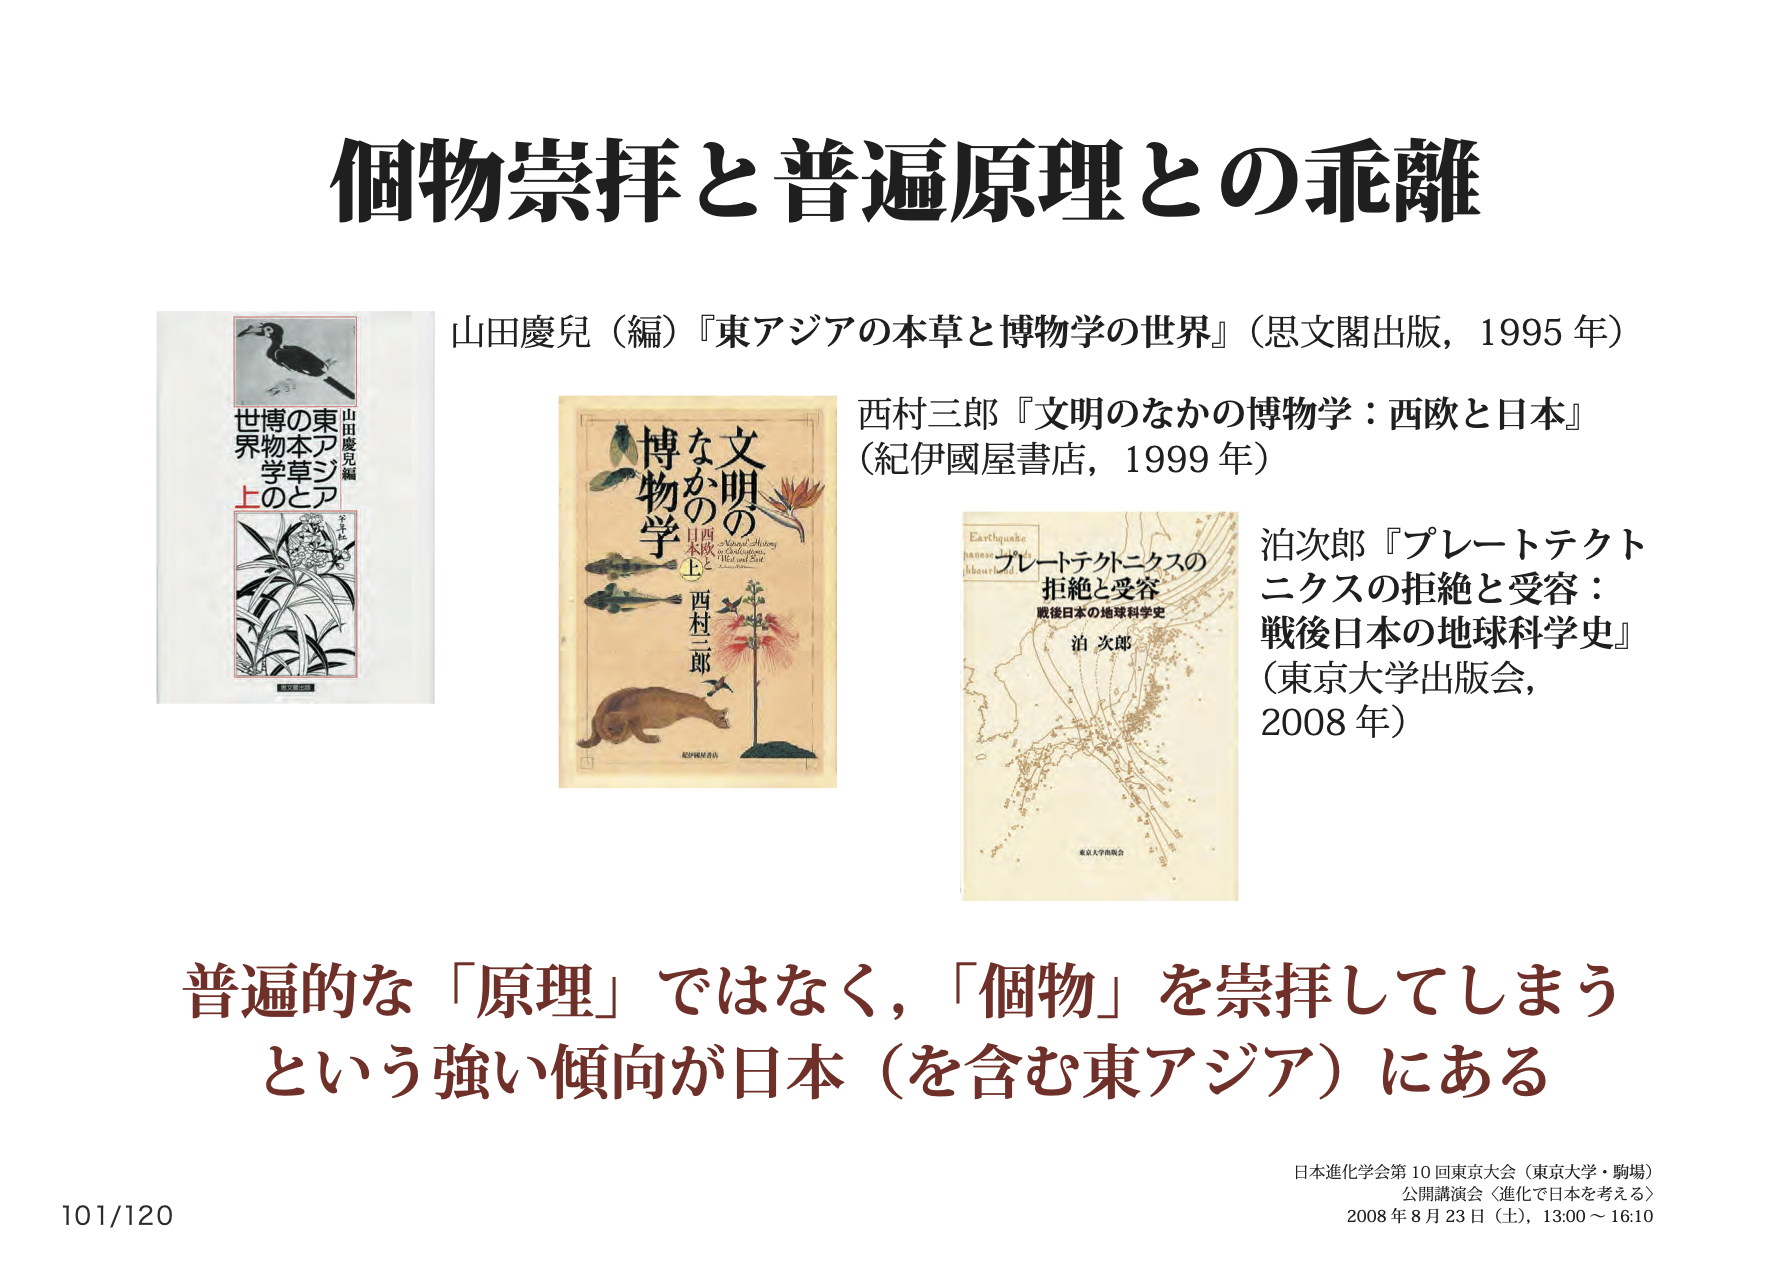 個物崇拝と普遍原理との乖離
山田慶兒（編）『東アジアの本草と博物学の世界』（思文閣出版，1995 年）
山田慶兒編
東アジア
の本草と
博物学の
世界 上
思文閣出版
西村三郎『文明のなかの博物学：西欧と日本』
（紀伊國屋書店，1999 年）
文明の
なかの
博物学
西欧と
日本
上
Natural History
in Civilizations,
West and East
西村三郎
紀伊國屋書店
泊次郎『プレートテクト
ニクスの拒絶と受容：
戦後日本の地球科学史』
（東京大学出版会，
2008 年）
Earthquake
プレートテクトニクスの
拒絶と受容
戦後日本の地球科学史
泊 次郎
東京大学出版会
普遍的な「原理」ではなく，「個物」を崇拝してしまう
という強い傾向が日本（を含む東アジア）にある
日本進化学会第 10 回東京大会（東京大学・駒場）
公開講演会〈進化で日本を考える〉
2008 年 8 月 23 日（土），13:00 〜 16:10
101/120